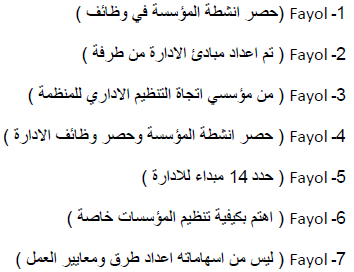 1- Fayol (حصر انشطة المؤسسة في وظائف )
2- Fayol ( تم اعداد مبادئ الادارة من طرفة )
3- Fayol ( من مؤسسي اتجاة التنظيم الاداري للمنظمة )
4- Fayol ( حصر انشطة المؤسسة وحصر وظائف الادارة )
5- Fayol ( حدد 14 مبداء للادارة )
6- Fayol ( اهتم بكيفية تنظيم المؤسسات خاصة )
7- Fayol ( ليس من اسهاماته اعداد طرق ومعايير العمل )